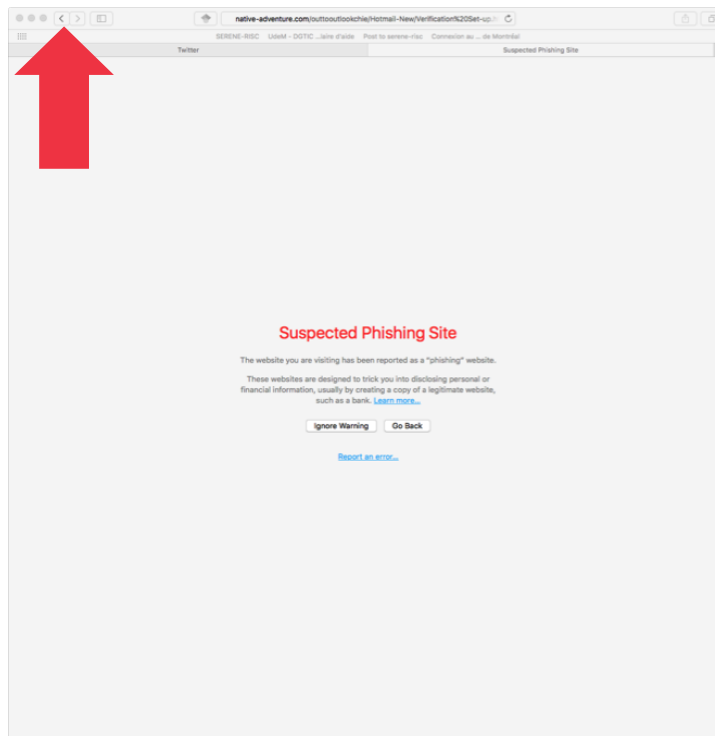 native-adventure.com/outtooutlookchie/Hotmail-New/Verification%20Set-up.
SERENE-RISC UdeM - DGTIC ...laire d'aide Post to serene-risc Connexion au ... de Montréal
Twitter Suspected Phishing Site
Suspected Phishing Site
The website you are visiting has been reported as a "phishing" website.
These websites are designed to trick you into disclosing personal or
financial information, usually by creating a copy of a legitimate website,
such as a bank. Learn more...
Ignore Warning Go Back
Report an error...